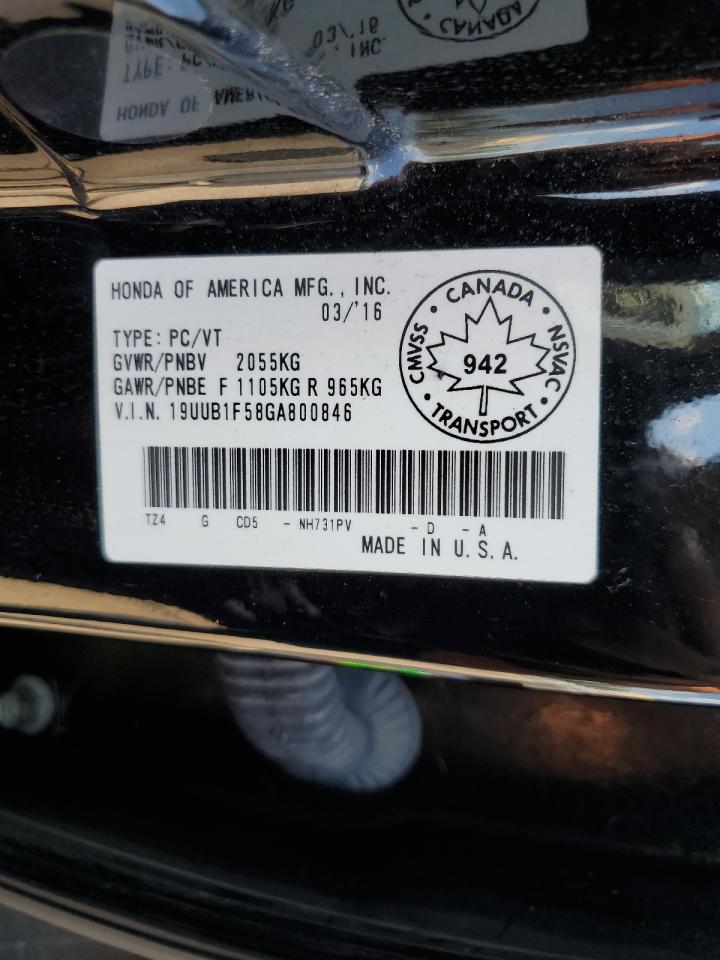 HONDA OF AMERICA MFG., INC.
03/'16
TYPE: PC/VT
GVWR/PNBV 2055KG
GAWR/PNBE F 1105KG R 965KG
V.I.N. 19UUB1F58GA800846
· CANADA ·
CMVSS
NSVAC
942
· TRANSPORT ·
TZ4 G CD5 - NH731PV - D - A
MADE IN U.S.A.